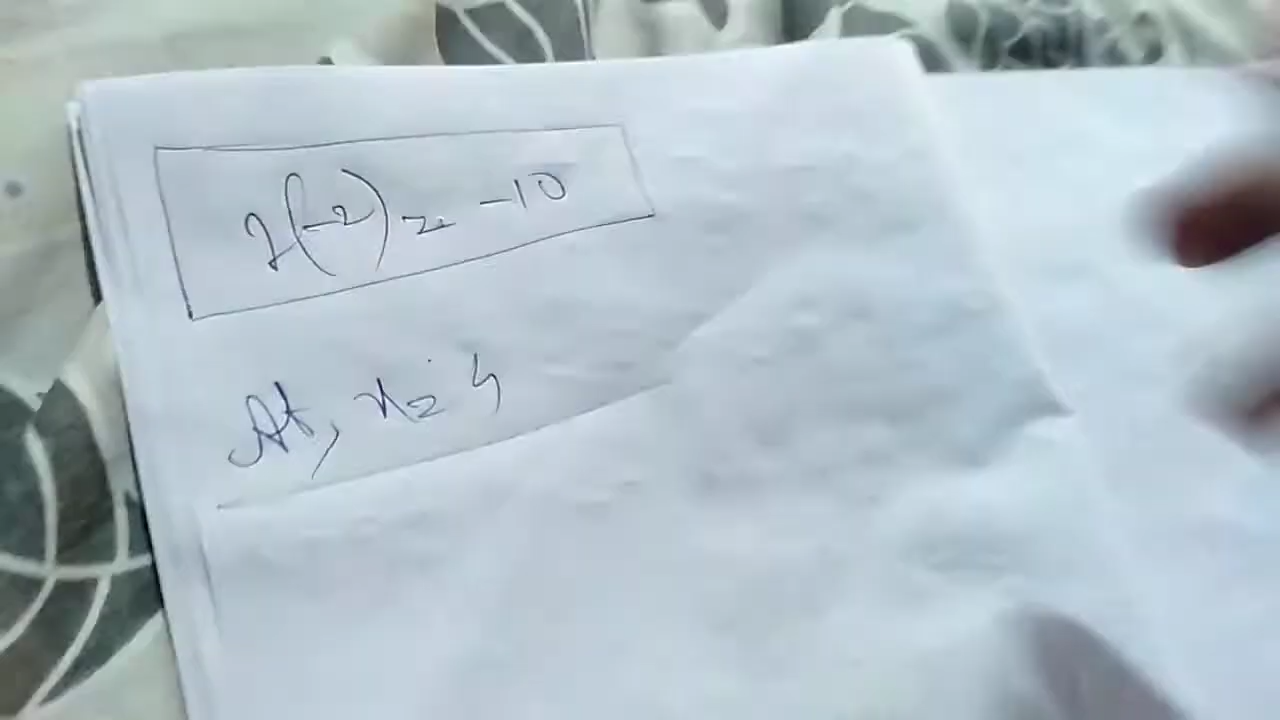 f(-2) = -10
At, x = 4